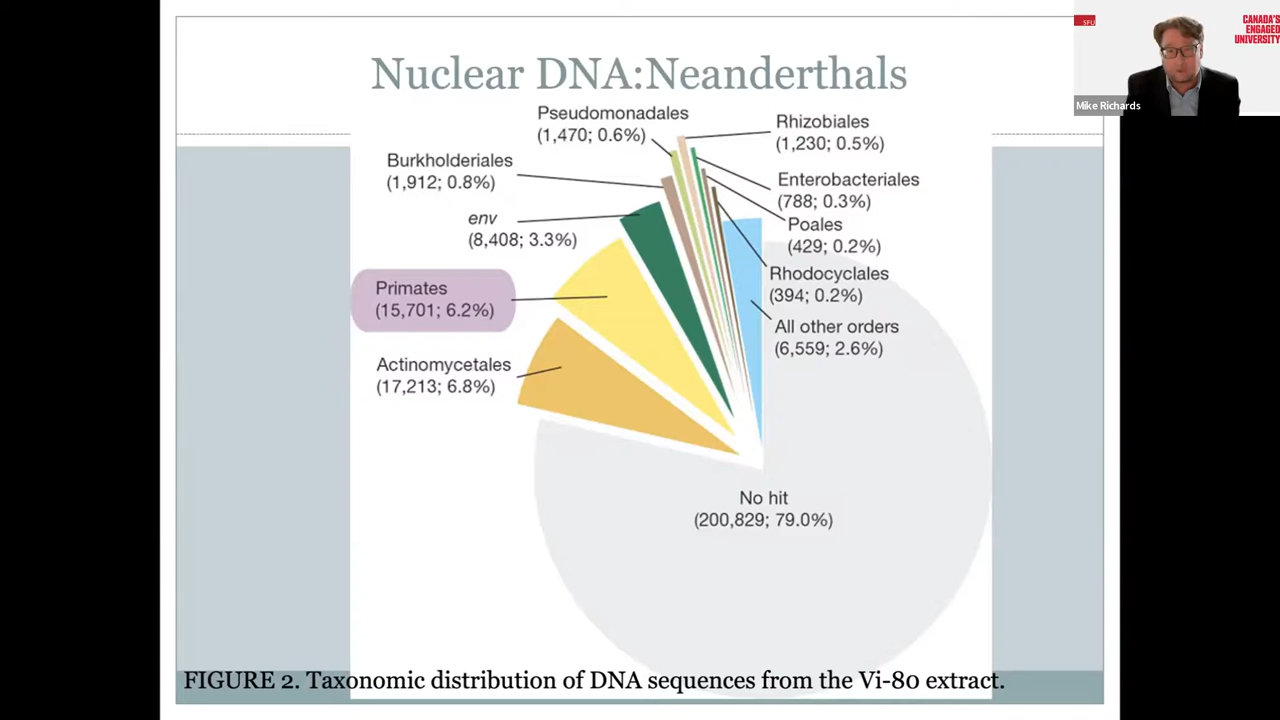 Nuclear DNA:Neanderthals
SFU
CANADA'S
ENGAGED
UNIVERSITY
Mike Richards
Pseudomonadales
(1,470; 0.6%)
Rhizobiales
(1,230; 0.5%)
Burkholderiales
(1,912; 0.8%)
Enterobacteriales
(788; 0.3%)
env
(8,408; 3.3%)
Poales
(429; 0.2%)
Rhodocyclales
(394; 0.2%)
Primates
(15,701; 6.2%)
All other orders
(6,559; 2.6%)
Actinomycetales
(17,213; 6.8%)
No hit
(200,829; 79.0%)
FIGURE 2. Taxonomic distribution of DNA sequences from the Vi-80 extract.